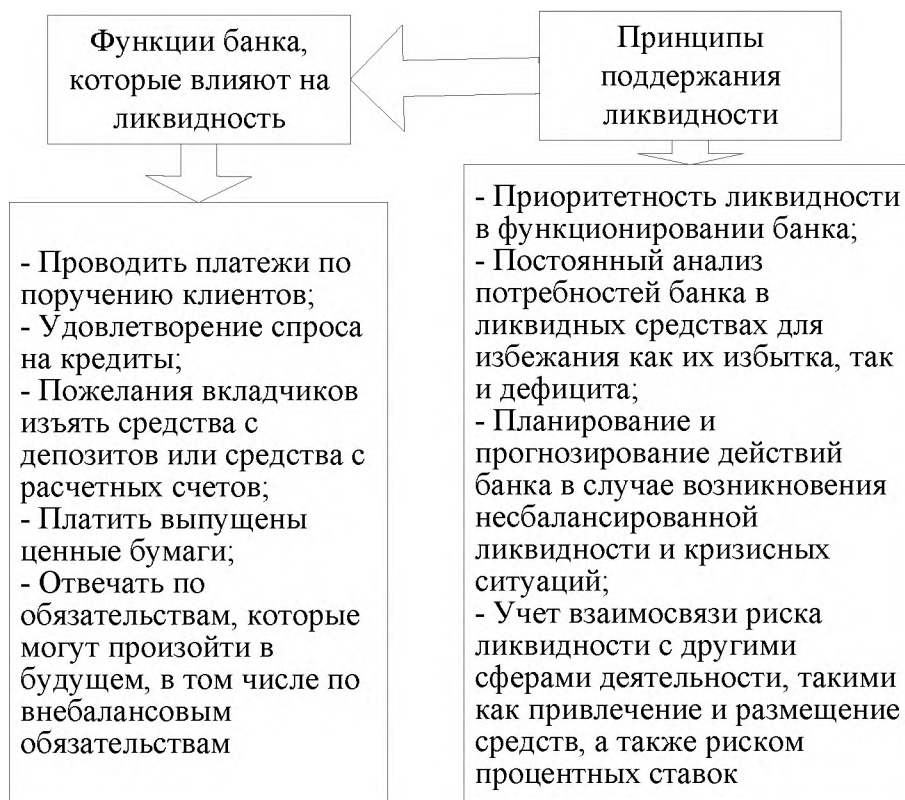 Функции банка,
которые влияют на
ликвидность
Принципы
поддержания
ликвидности
- Проводить платежи по
поручению клиентов;
- Удовлетворение спроса
на кредиты;
- Пожелания вкладчиков
изъять средства с
депозитов или средства с
расчетных счетов;
- Платить выпущены
ценные бумаги;
- Отвечать по
обязательствам, которые
могут произойти в
будущем, в том числе по
внебалансовым
обязательствам
- Приоритетность ликвидности
в функционировании банка;
- Постоянный анализ
потребностей банка в
ликвидных средствах для
избежания как их избытка, так
и дефицита;
- Планирование и
прогнозирование действий
банка в случае возникновения
несбалансированной
ликвидности и кризисных
ситуаций;
- Учет взаимосвязи риска
ликвидности с другими
сферами деятельности, такими
как привлечение и размещение
средств, а также риском
процентных ставок